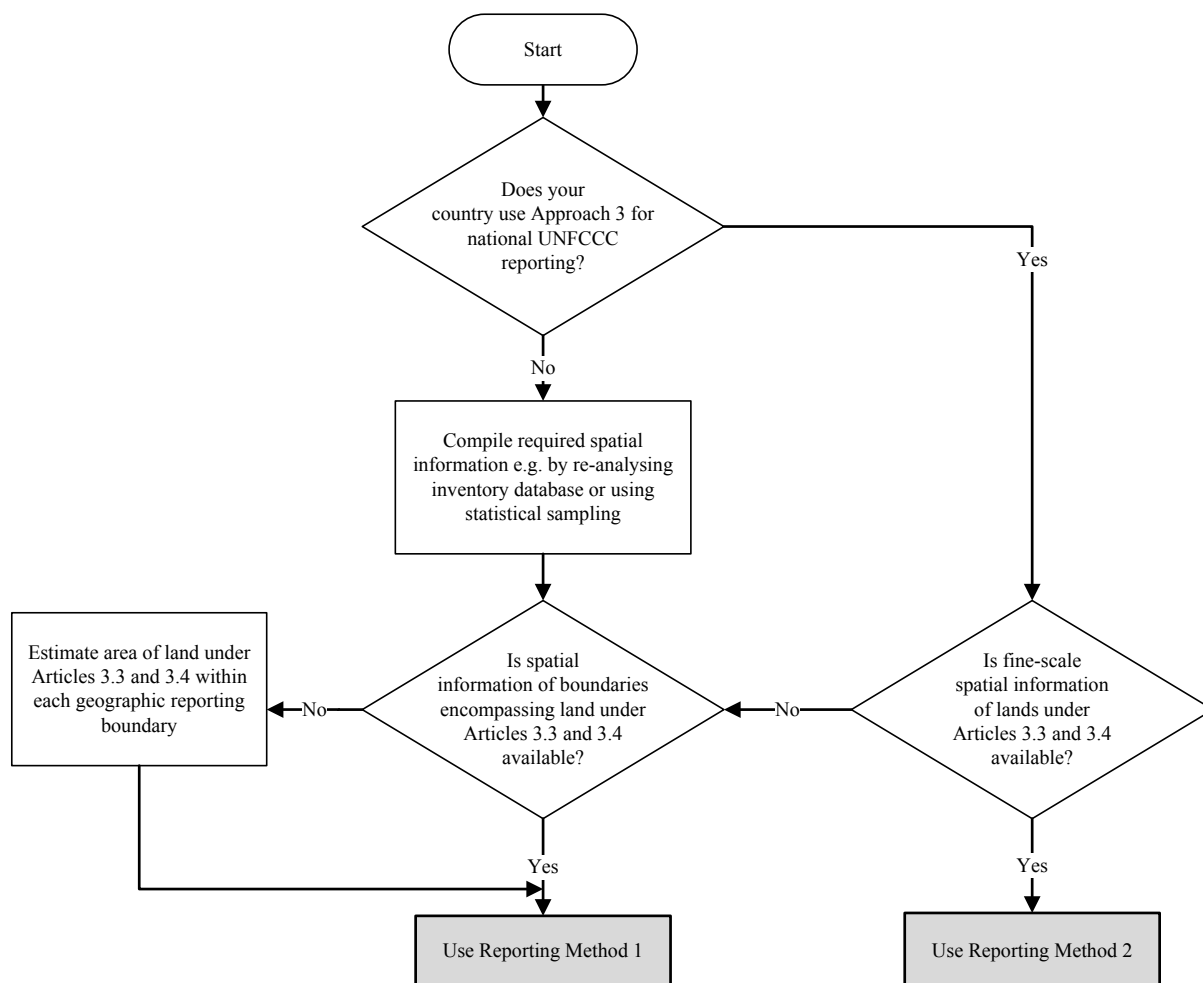 Start
Does your
country use Approach 3 for
national UNFCCC
reporting?
Yes
No
Compile required spatial
information e.g. by re-analysing
inventory database or using
statistical sampling
Estimate area of land under
Articles 3.3 and 3.4 within
each geographic reporting
boundary
No
Is spatial
information of boundaries
encompassing land under
Articles 3.3 and 3.4
available?
No
Is fine-scale
spatial information
of lands under
Articles 3.3 and 3.4
available?
Yes
Yes
Use Reporting Method 1
Use Reporting Method 2